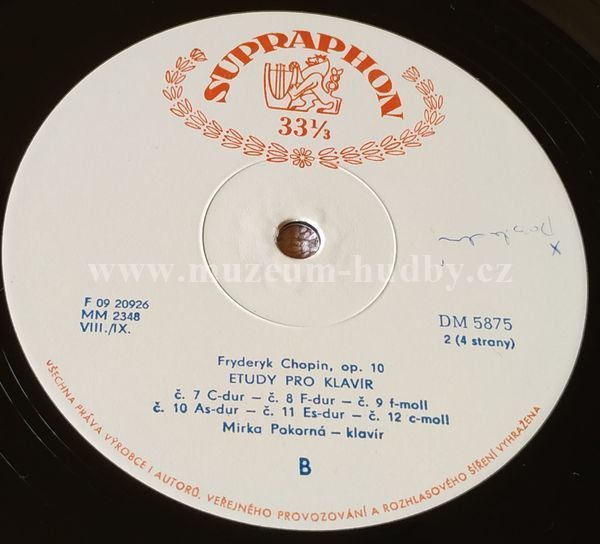 SUPRAPHON
33⅓
www.muzeum-hudby.cz
F 09 20926
MM 2348
VIII./IX.
DM 5875
2 (4 strany)
Fryderyk Chopin, op. 10
ETUDY PRO KLAVÍR
č. 7 C-dur – č. 8 F-dur – č. 9 f-moll
č. 10 As-dur – č. 11 Es-dur – č. 12 c-moll
Mirka Pokorná – klavír
B
VŠECHNA PRÁVA VÝROBCE I AUTORŮ, VEŘEJNÉHO PROVOZOVÁNÍ A ROZHLASOVÉHO ŠÍŘENÍ VYHRAŽENA